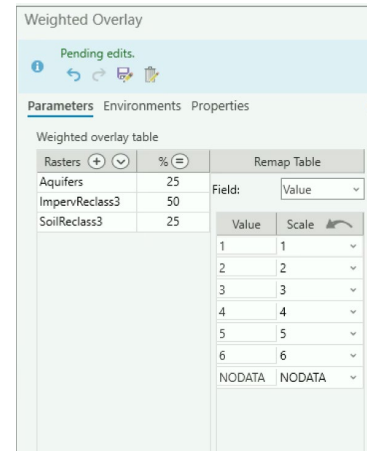 Weighted Overlay
Pending edits.
Parameters Environments Properties
Weighted overlay table
Rasters % Remap Table
Aquifers 25 Field: Value
ImpervReclass3 50
SoilReclass3 25 Value Scale
1 1
2 2
3 3
4 4
5 5
6 6
NODATA NODATA